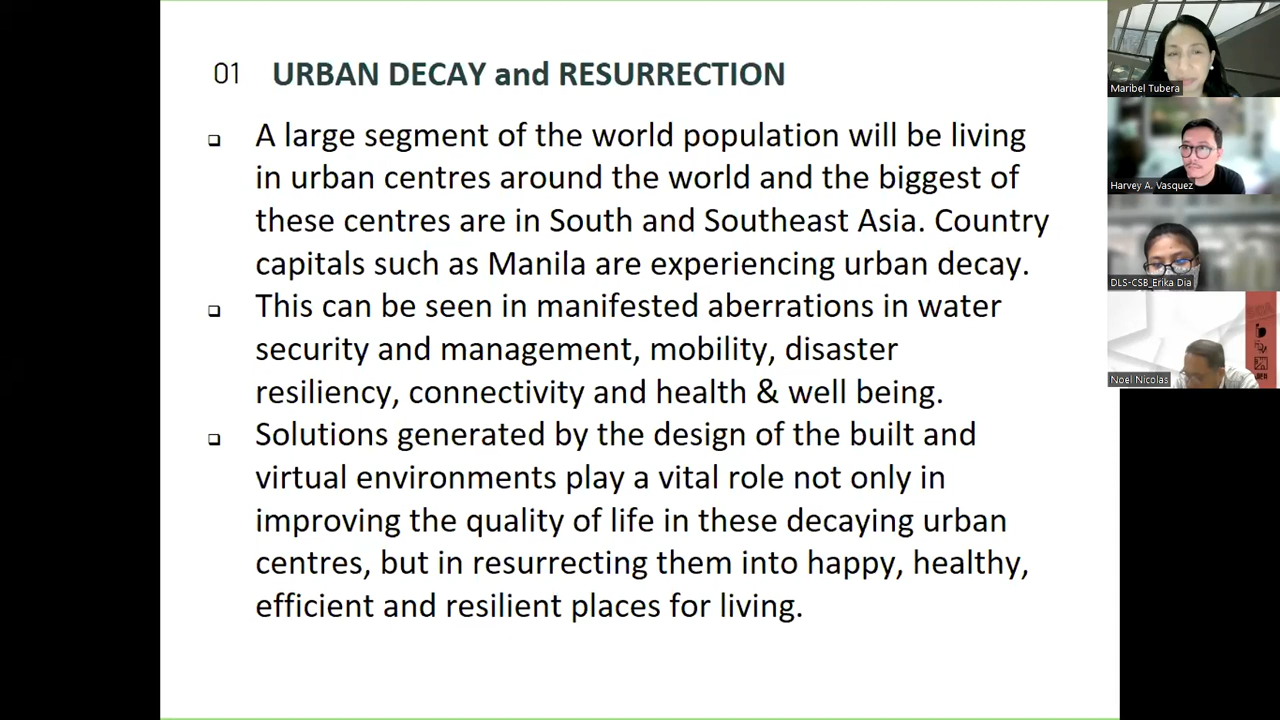 01 URBAN DECAY and RESURRECTION
A large segment of the world population will be living
in urban centres around the world and the biggest of
these centres are in South and Southeast Asia. Country
capitals such as Manila are experiencing urban decay.
This can be seen in manifested aberrations in water
security and management, mobility, disaster
resiliency, connectivity and health & well being.
Solutions generated by the design of the built and
virtual environments play a vital role not only in
improving the quality of life in these decaying urban
centres, but in resurrecting them into happy, healthy,
efficient and resilient places for living.
Maribel Tubera
Harvey A. Vasquez
DLS-CSB_Erika Dia
Noel Nicolas